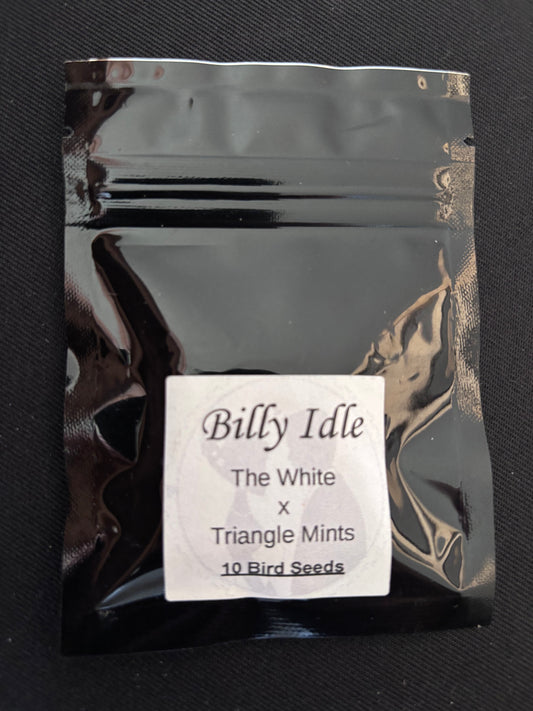 Billy Idle
The White
x
Triangle Mints
10 Bird Seeds